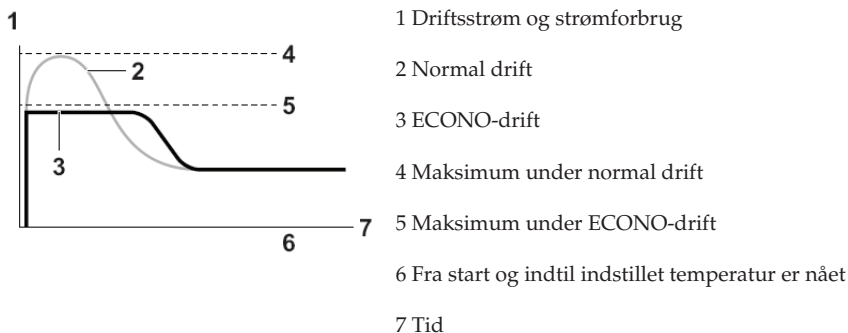 1
4
2
5
3
7
6
1 Driftsstrøm og strømforbrug
2 Normal drift
3 ECONO-drift
4 Maksimum under normal drift
5 Maksimum under ECONO-drift
6 Fra start og indtil indstillet temperatur er nået
7 Tid